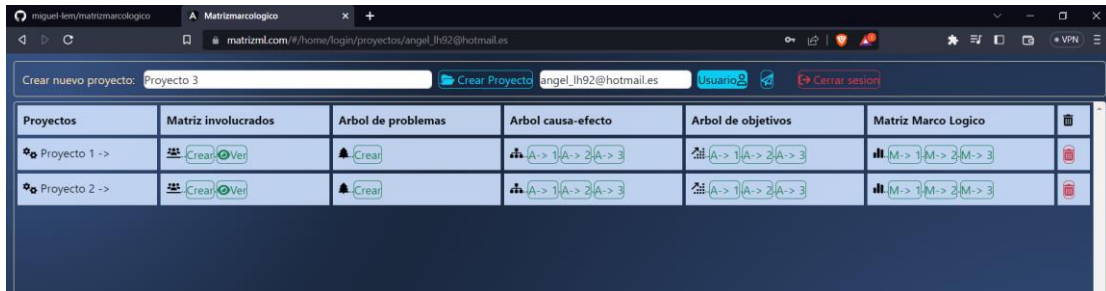 miguel-lem/matrizmarcologico
Matrizmarcologico
matrizml.com/#/home/login/proyectos/angel_lh92@hotmail.es
VPN
Crear nuevo proyecto: Proyecto 3 Crear Proyecto angel_lh92@hotmail.es Usuario Cerrar sesion
Proyectos Matriz involucrados Arbol de problemas Arbol causa-efecto Arbol de objetivos Matriz Marco Logico
Proyecto 1 -> Crear Ver Crear A-> 1 A-> 2 A-> 3 A-> 1 A-> 2 A-> 3 M-> 1 M-> 2 M-> 3
Proyecto 2 -> Crear Ver Crear A-> 1 A-> 2 A-> 3 A-> 1 A-> 2 A-> 3 M-> 1 M-> 2 M-> 3